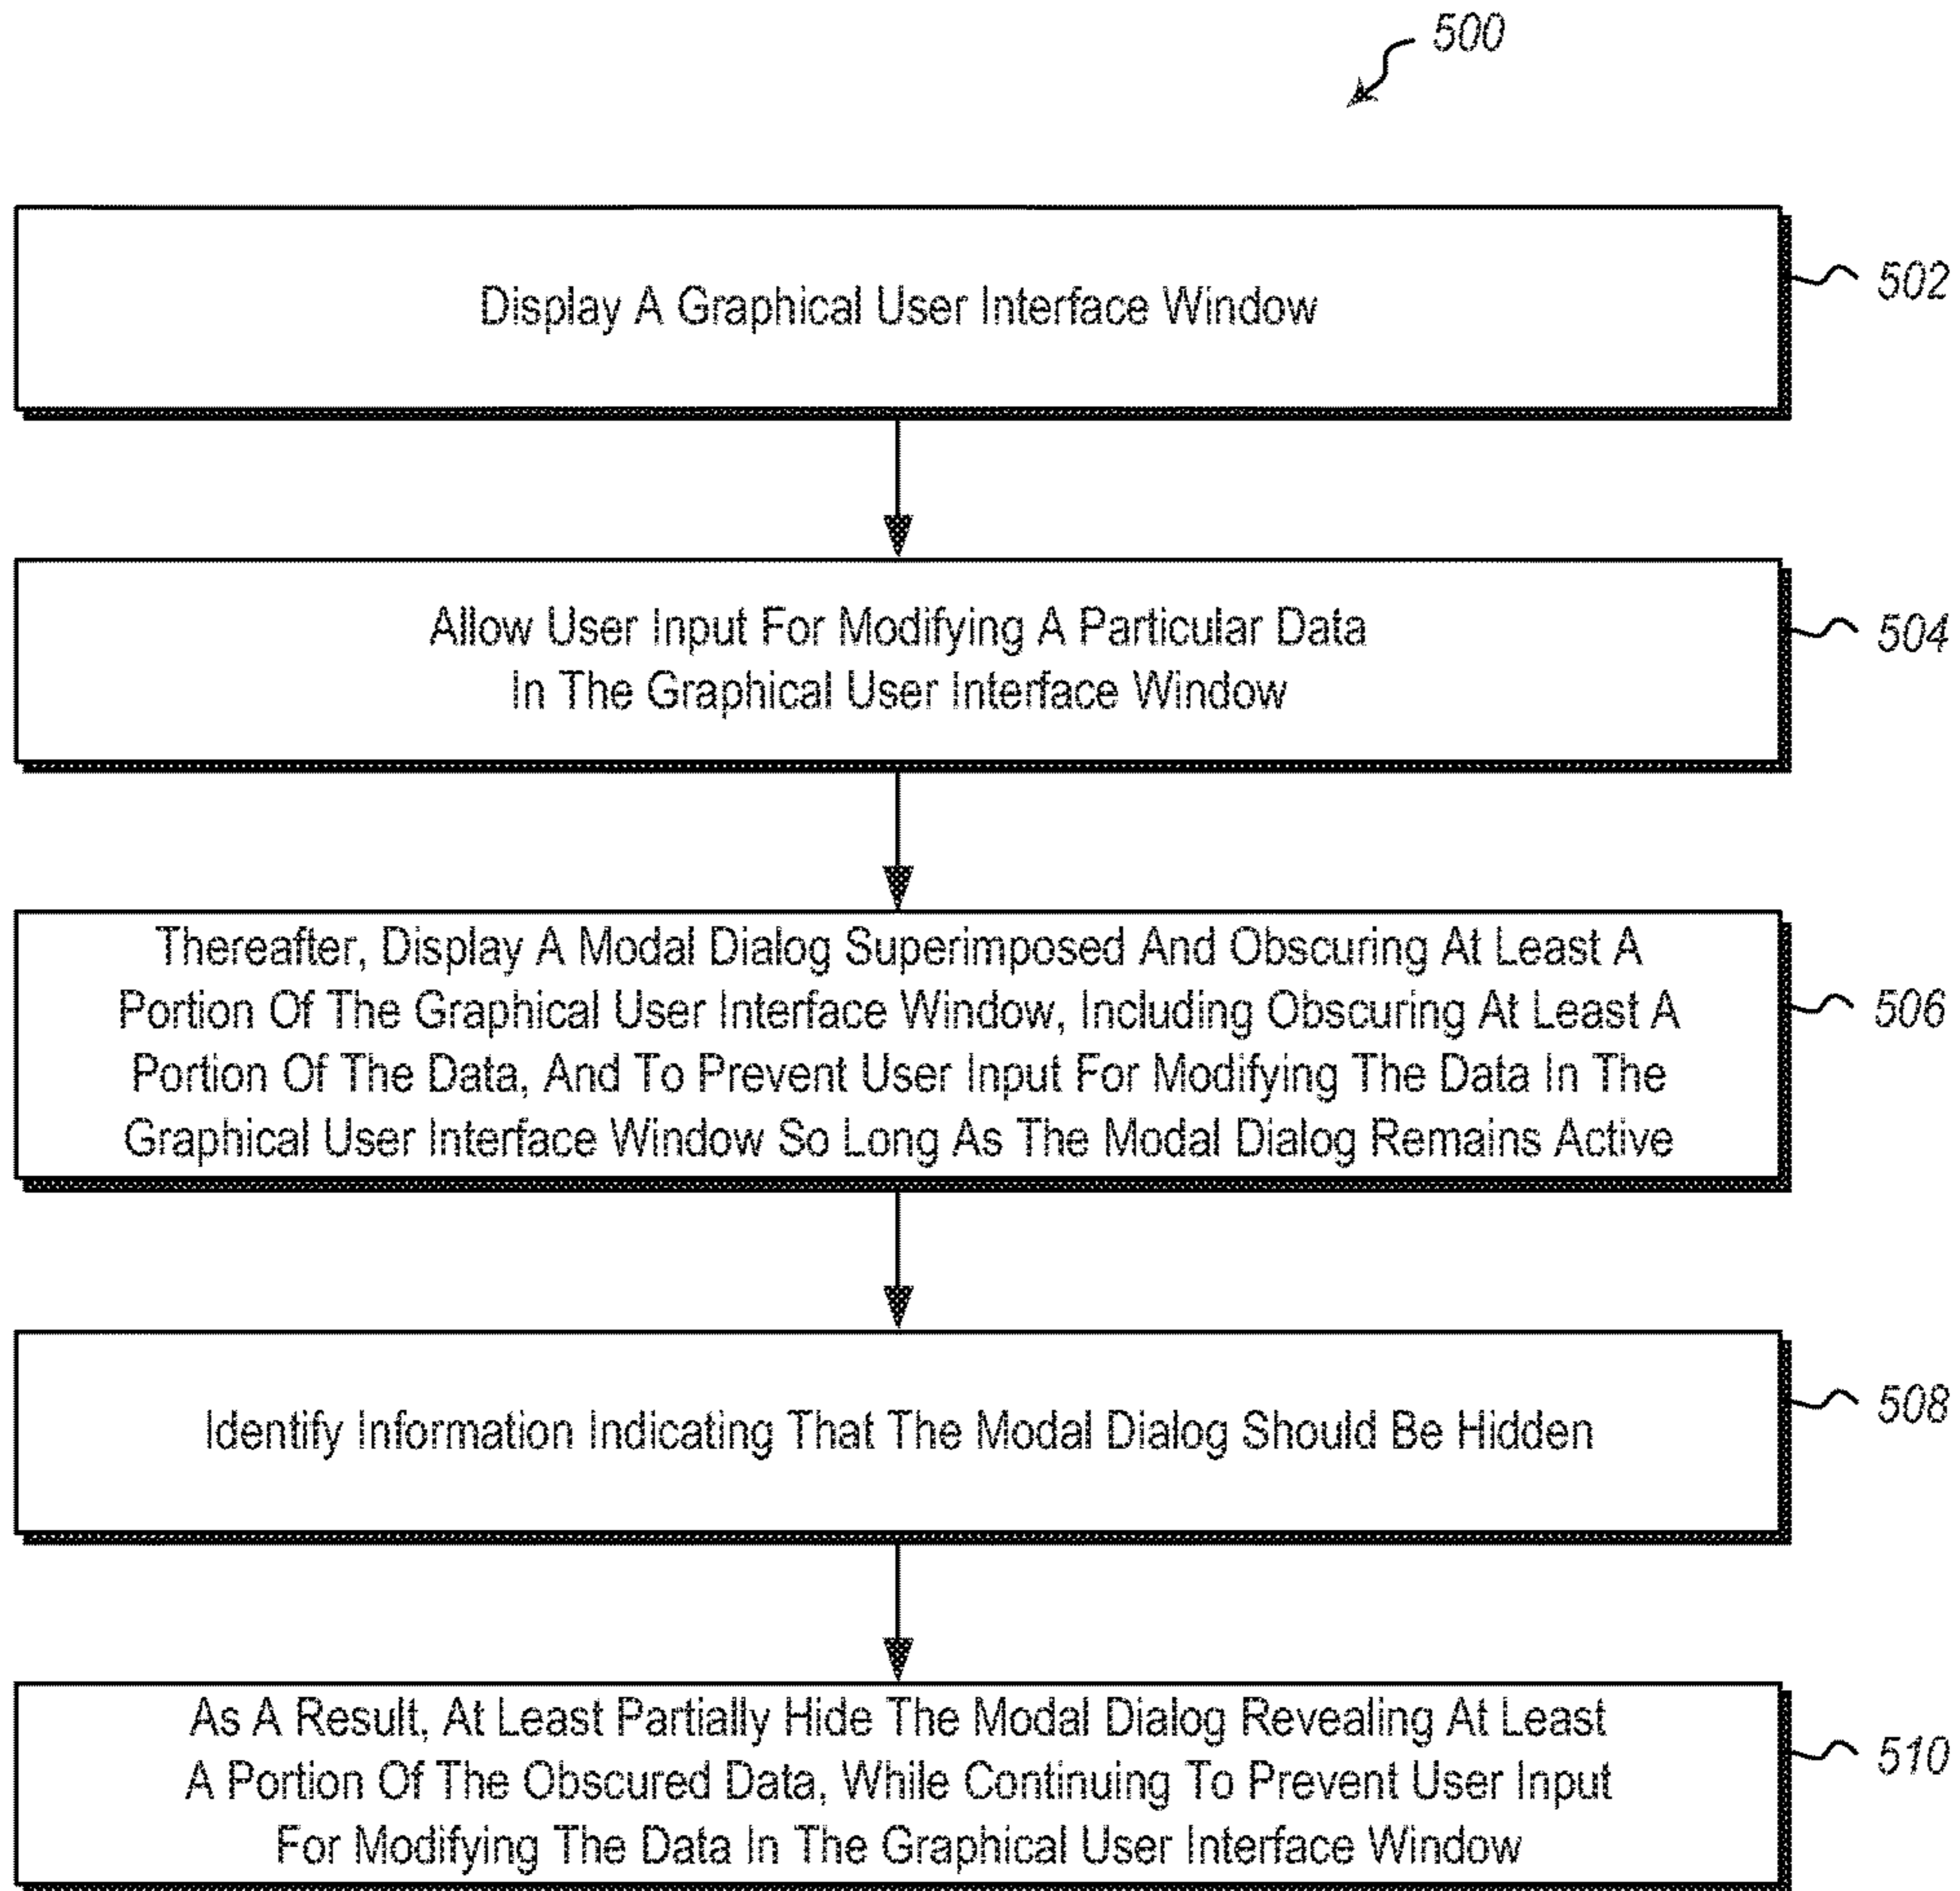 500
Display A Graphical User Interface Window
502
Allow User Input For Modifying A Particular Data
In The Graphical User Interface Window
504
Thereafter, Display A Modal Dialog Superimposed And Obscuring At Least A
Portion Of The Graphical User Interface Window, Including Obscuring At Least A
Portion Of The Data, And To Prevent User Input For Modifying The Data In The
Graphical User Interface Window So Long As The Modal Dialog Remains Active
506
Identify Information Indicating That The Modal Dialog Should Be Hidden
508
As A Result, At Least Partially Hide The Modal Dialog Revealing At Least
A Portion Of The Obscured Data, While Continuing To Prevent User Input
For Modifying The Data In The Graphical User Interface Window
510